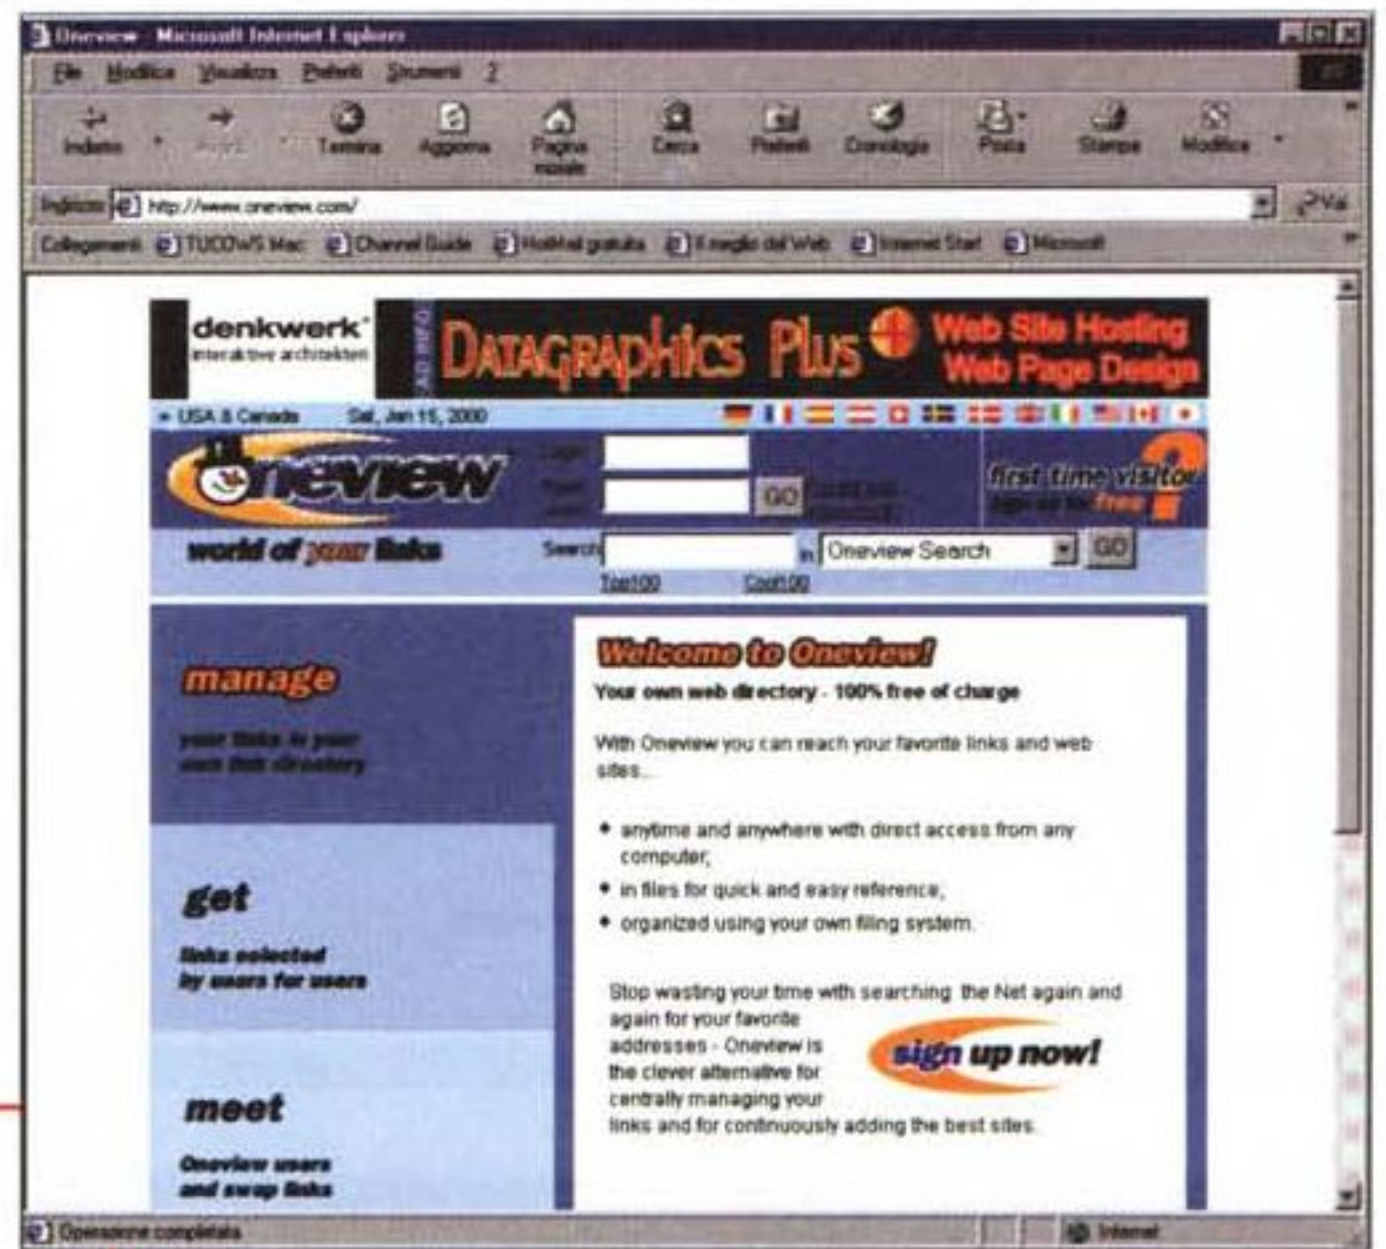 Oneview - Microsoft Internet Explorer
File Modifica Visualizza Preferiti Strumenti ?
Indietro Termina Aggiorna Pagina iniziale Cerca Preferiti Cronologia Posta Stampa Modifica
Indirizzo http://www.oneview.com/ Vai
Collegamenti TUCOWS Mac Channel Guide HotMail gratuita Il meglio del Web Internet Start Microsoft
denkwerk
interaktive architekten
AD INFO
DATAGRAPHICS PLUS
Web Site Hosting
Web Page Design
USA & Canada Sat, Jan 15, 2000
Oneview
Login
GO
first time visitor?
sign up for free
world of your links
Search in Oneview Search GO
Top100 Cool100
manage
your links in your
own link directory
get
links selected
by users for users
meet
Oneview users
and swap links
Welcome to Oneview!
Your own web directory - 100% free of charge
With Oneview you can reach your favorite links and web
sites...
• anytime and anywhere with direct access from any
computer;
• in files for quick and easy reference;
• organized using your own filing system.
Stop wasting your time with searching the Net again and
again for your favorite
addresses - Oneview is
the clever alternative for
centrally managing your
links and for continuously adding the best sites.
sign up now!
Operazione completata Internet